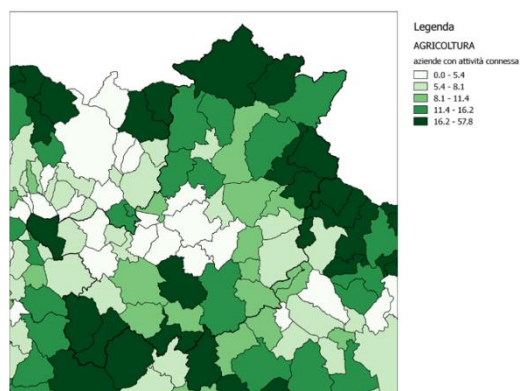 Legenda
AGRICOLTURA
aziende con attività connessa
0.0 - 5.4
5.4 - 8.1
8.1 - 11.4
11.4 - 16.2
16.2 - 57.8